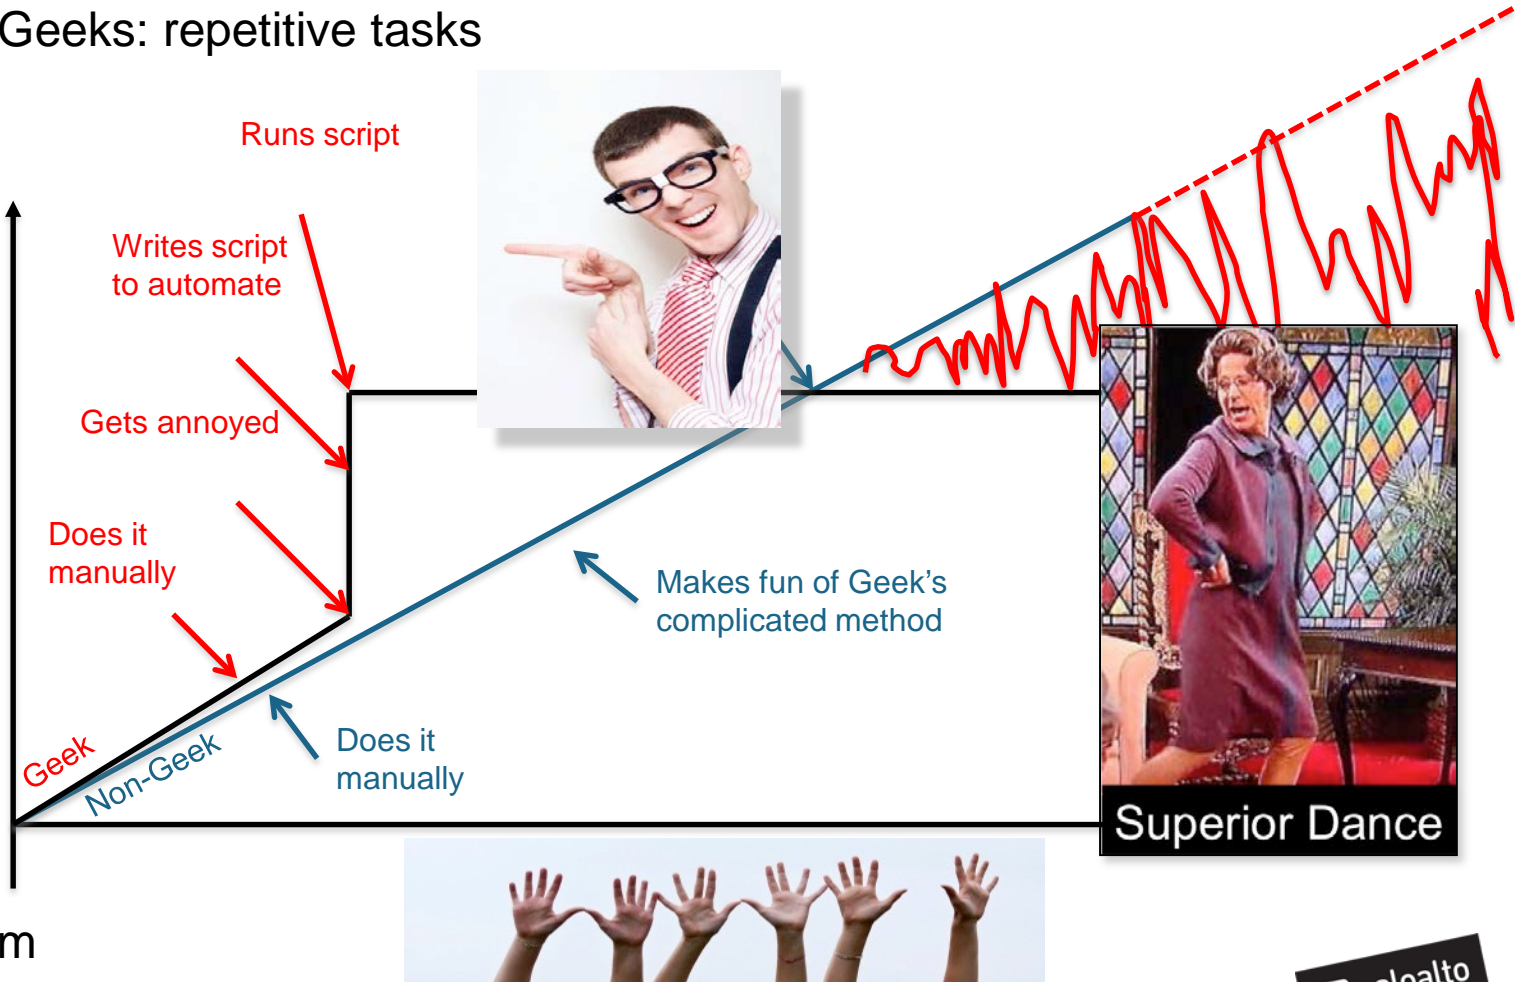 Geeks: repetitive tasks
Runs script
Writes script
to automate
Gets annoyed
Does it
manually
Makes fun of Geek's
complicated method
Geek
Non-Geek
Does it
manually
Superior Dance
m